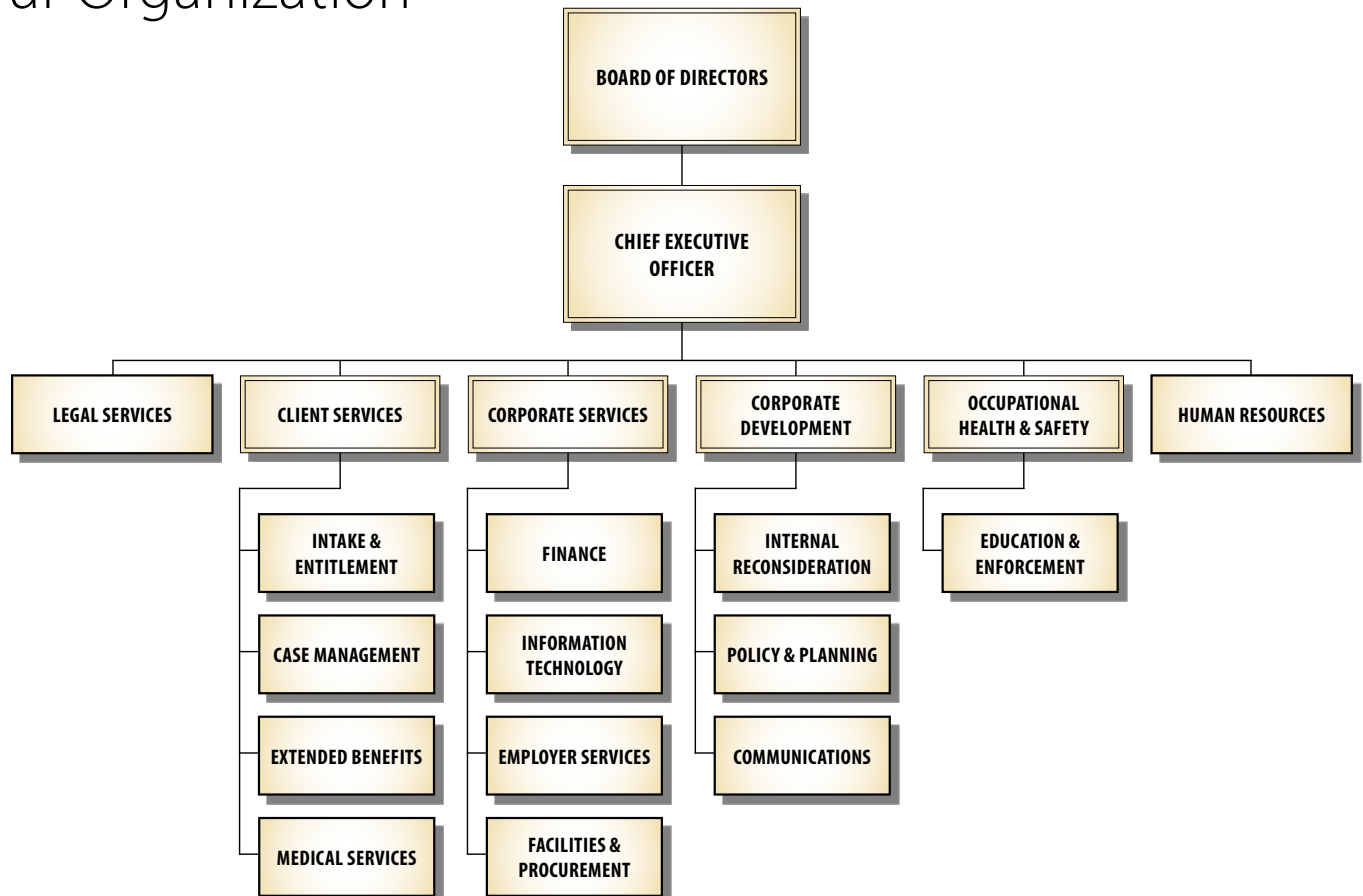 ur Organization
BOARD OF DIRECTORS
CHIEF EXECUTIVE
OFFICER
LEGAL SERVICES
CLIENT SERVICES
CORPORATE SERVICES
CORPORATE
DEVELOPMENT
OCCUPATIONAL
HEALTH & SAFETY
HUMAN RESOURCES
INTAKE &
ENTITLEMENT
CASE MANAGEMENT
EXTENDED BENEFITS
MEDICAL SERVICES
FINANCE
INFORMATION
TECHNOLOGY
EMPLOYER SERVICES
FACILITIES &
PROCUREMENT
INTERNAL
RECONSIDERATION
POLICY & PLANNING
COMMUNICATIONS
EDUCATION &
ENFORCEMENT